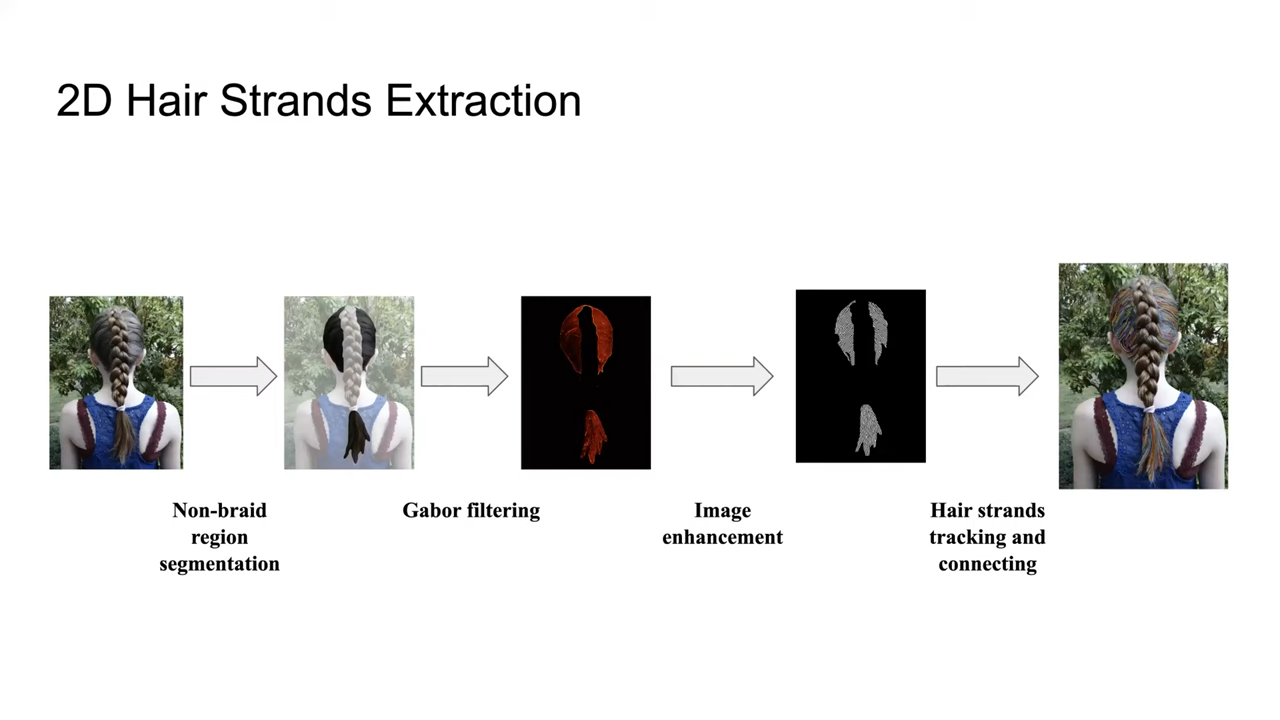 2D Hair Strands Extraction
Non-braid
region
segmentation
Gabor filtering
Image
enhancement
Hair strands
tracking and
connecting